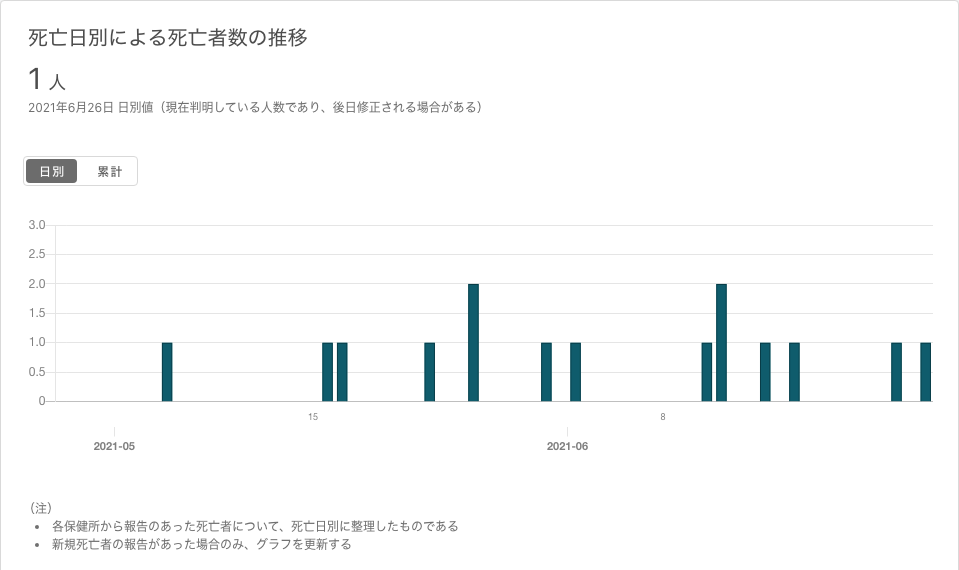 死亡日別による死亡者数の推移
1 人
2021年6月26日 日別値（現在判明している人数であり、後日修正される場合がある）
日別 累計
3.0
2.5
2.0
1.5
1.0
0.5
0
15 8
2021-05 2021-06
（注）
• 各保健所から報告のあった死亡者について、死亡日別に整理したものである
• 新規死亡者の報告があった場合のみ、グラフを更新する